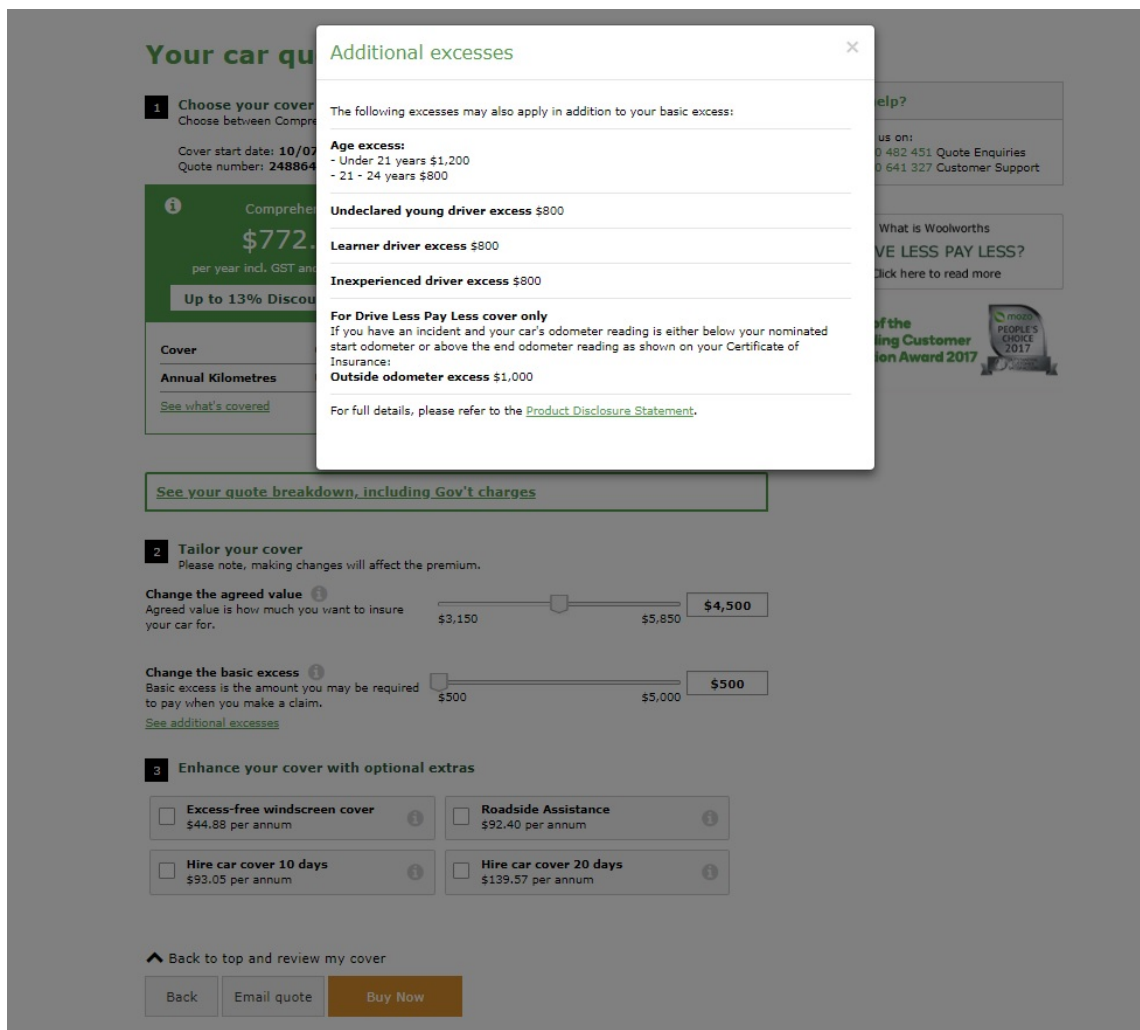 Your car qu
Additional excesses
×
1 Choose your cover
Choose between Compre
Cover start date: 10/07
Quote number: 248864
Comprehe
$772.
per year incl. GST and
Up to 13% Discou
Cover
Annual Kilometres
See what's covered
The following excesses may also apply in addition to your basic excess:
Age excess:
- Under 21 years $1,200
- 21 - 24 years $800
Undeclared young driver excess $800
Learner driver excess $800
Inexperienced driver excess $800
For Drive Less Pay Less cover only
If you have an incident and your car's odometer reading is either below your nominated
start odometer or above the end odometer reading as shown on your Certificate of
Insurance:
Outside odometer excess $1,000
For full details, please refer to the Product Disclosure Statement.
elp?
us on:
0 482 451 Quote Enquiries
0 641 327 Customer Support
What is Woolworths
VE LESS PAY LESS?
Click here to read more
of the
ling Customer
ion Award 2017
mozo
PEOPLE'S
CHOICE
2017
See your quote breakdown, including Gov't charges
2 Tailor your cover
Please note, making changes will affect the premium.
Change the agreed value
Agreed value is how much you want to insure
your car for.
$3,150 $5,850 $4,500
Change the basic excess
Basic excess is the amount you may be required
to pay when you make a claim.
$500 $5,000 $500
See additional excesses
3 Enhance your cover with optional extras
Excess-free windscreen cover
$44.88 per annum
Roadside Assistance
$92.40 per annum
Hire car cover 10 days
$93.05 per annum
Hire car cover 20 days
$139.57 per annum
Back to top and review my cover
Back Email quote Buy Now